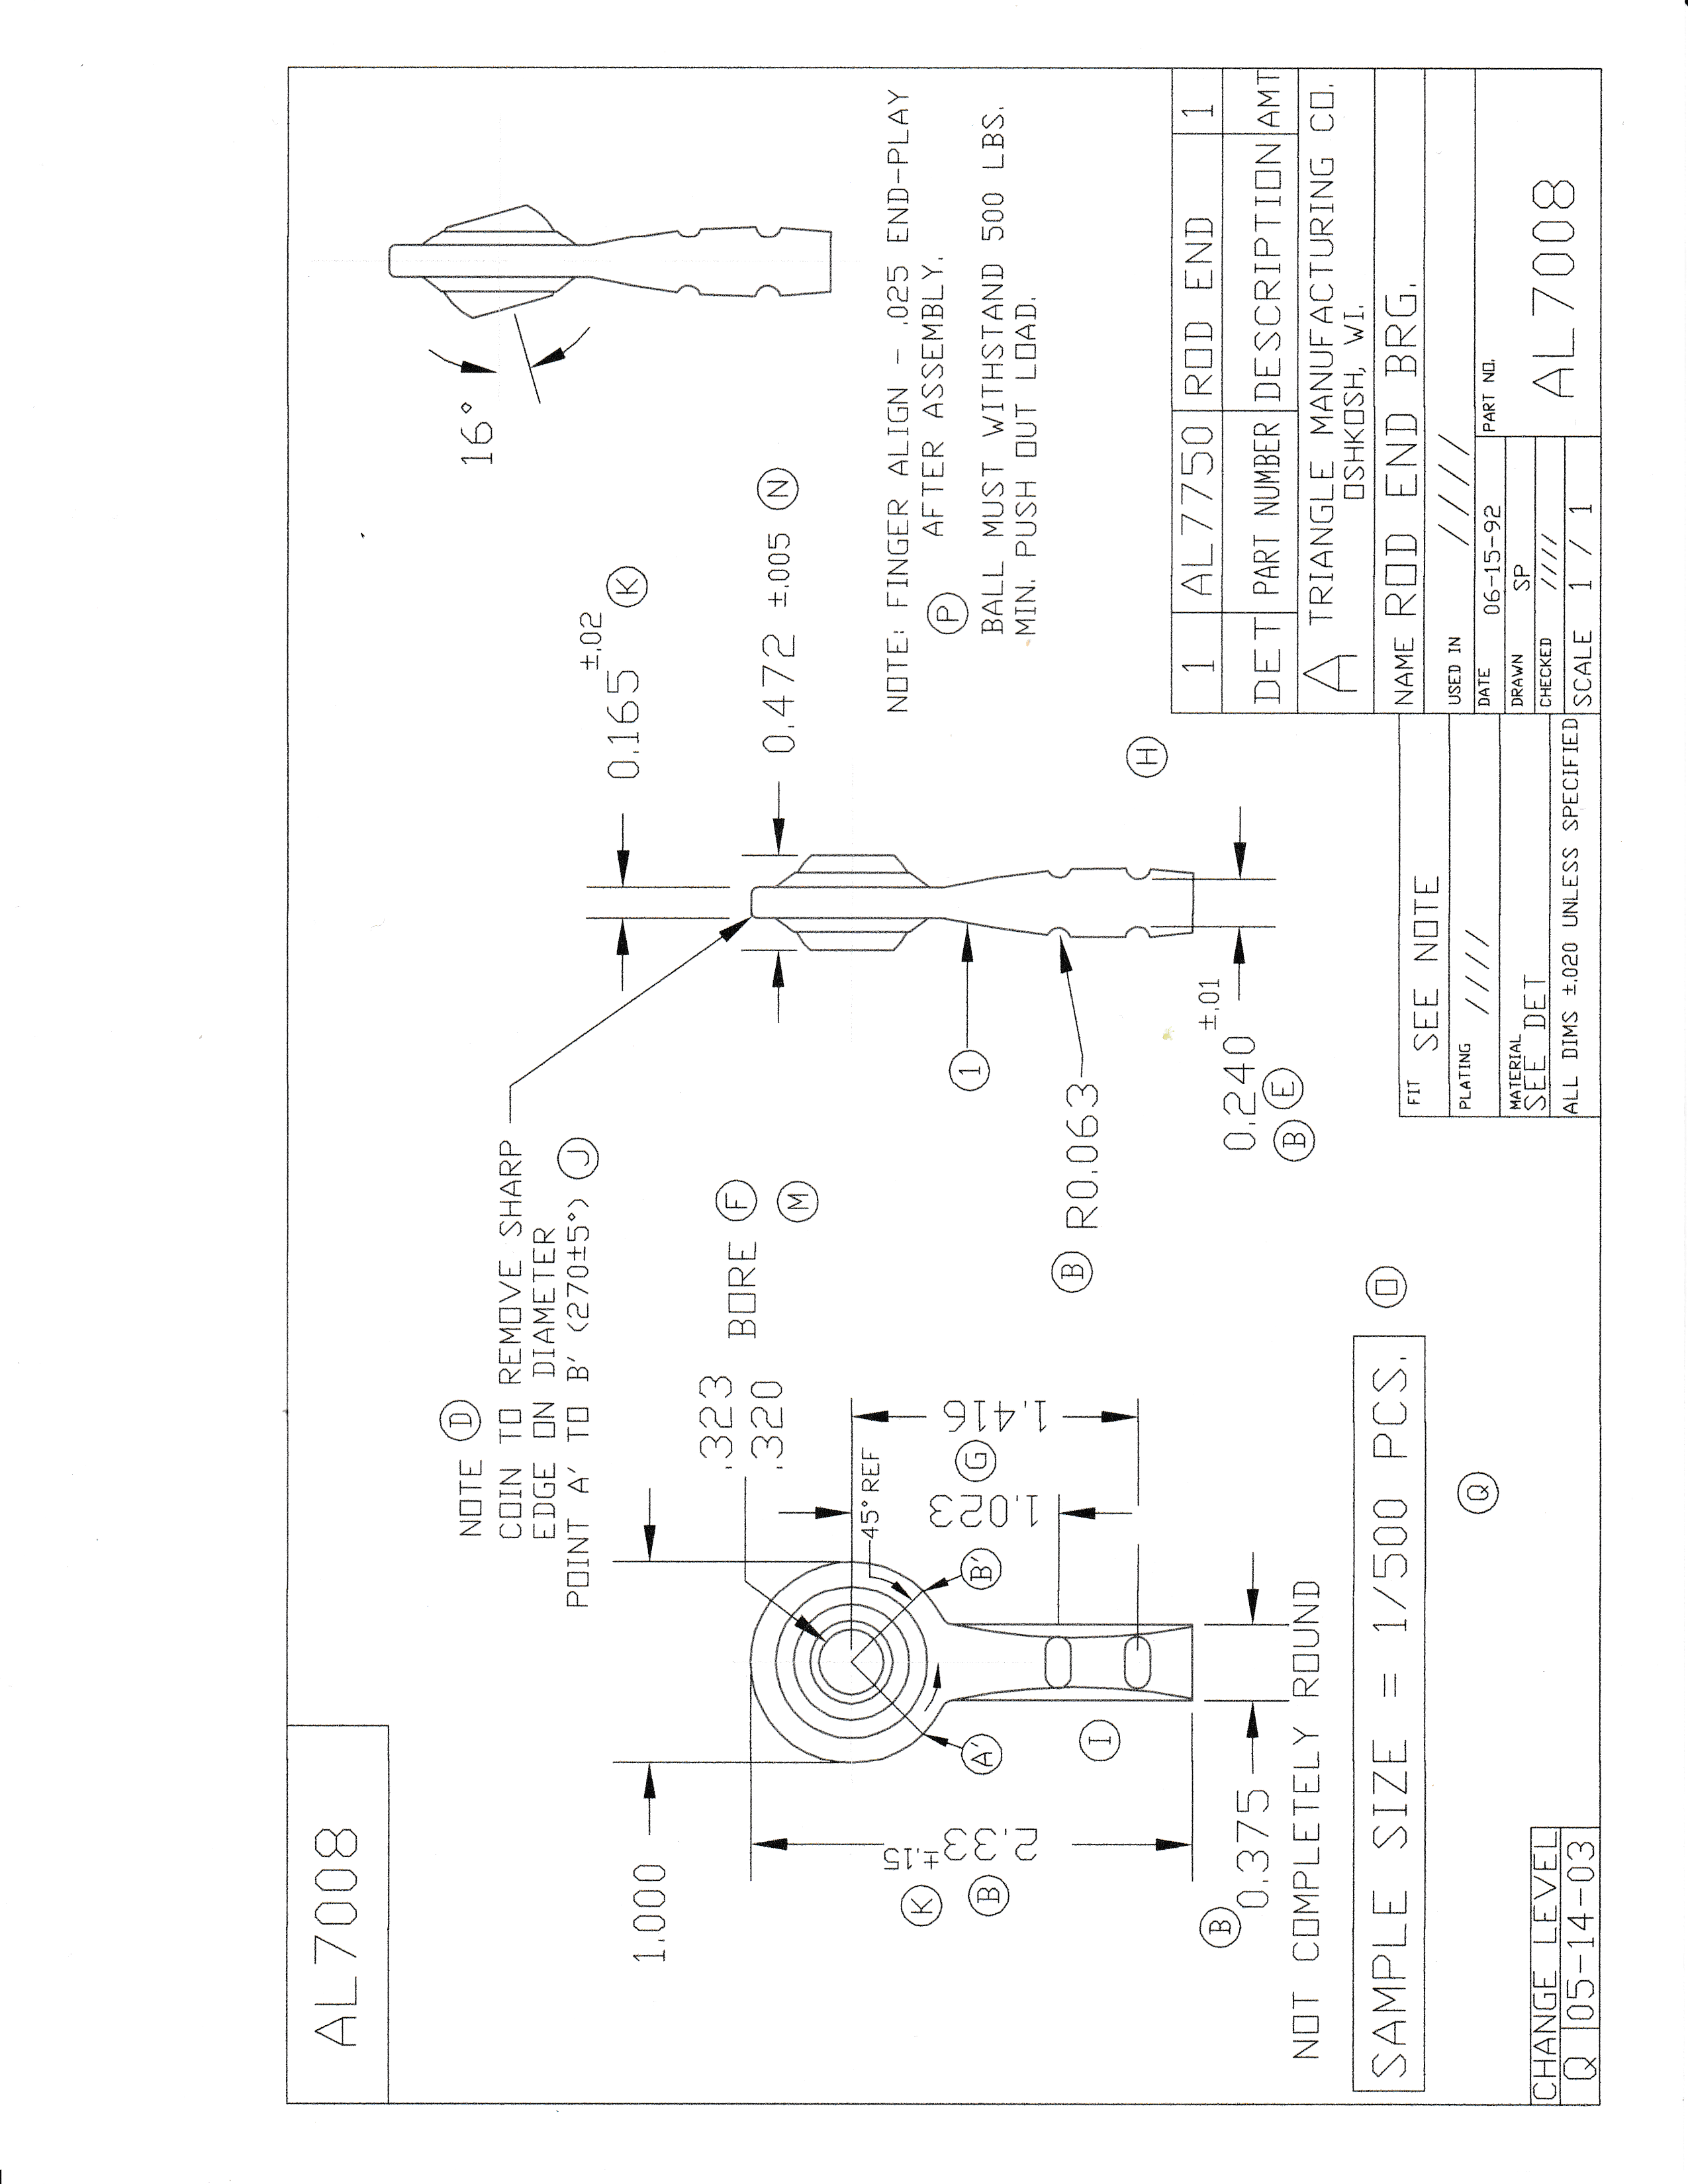 AL7008
NOTE D
COIN TO REMOVE SHARP
EDGE ON DIAMETER
POINT A' TO B' (270±5°) J
1.000
.323
.320
BORE F
M
45° REF
1.416
G
1.023
B'
A'
I
2.33 ±.15
K B
B
0.375
NOT COMPLETELY ROUND
SAMPLE SIZE = 1/500 PCS. O
Q
CHANGE LEVEL
Q 05-14-03
0.165 ±.02 K
0.472 ±.005 N
1
B R0.063
0.240 ±.01
B E
H
16°
NOTE: FINGER ALIGN - .025 END-PLAY
AFTER ASSEMBLY.
P
BALL MUST WITHSTAND 500 LBS.
MIN. PUSH OUT LOAD.
1 AL7750 ROD END 1
DET PART NUMBER DESCRIPTION AMT
A TRIANGLE MANUFACTURING CO.
OSHKOSH, WI.
NAME ROD END BRG.
USED IN ////
DATE 06-15-92
DRAWN SP
CHECKED ////
SCALE 1 / 1
PART NO.
AL7008
FIT SEE NOTE
PLATING ////
MATERIAL
SEE DET
ALL DIMS ±.020 UNLESS SPECIFIED